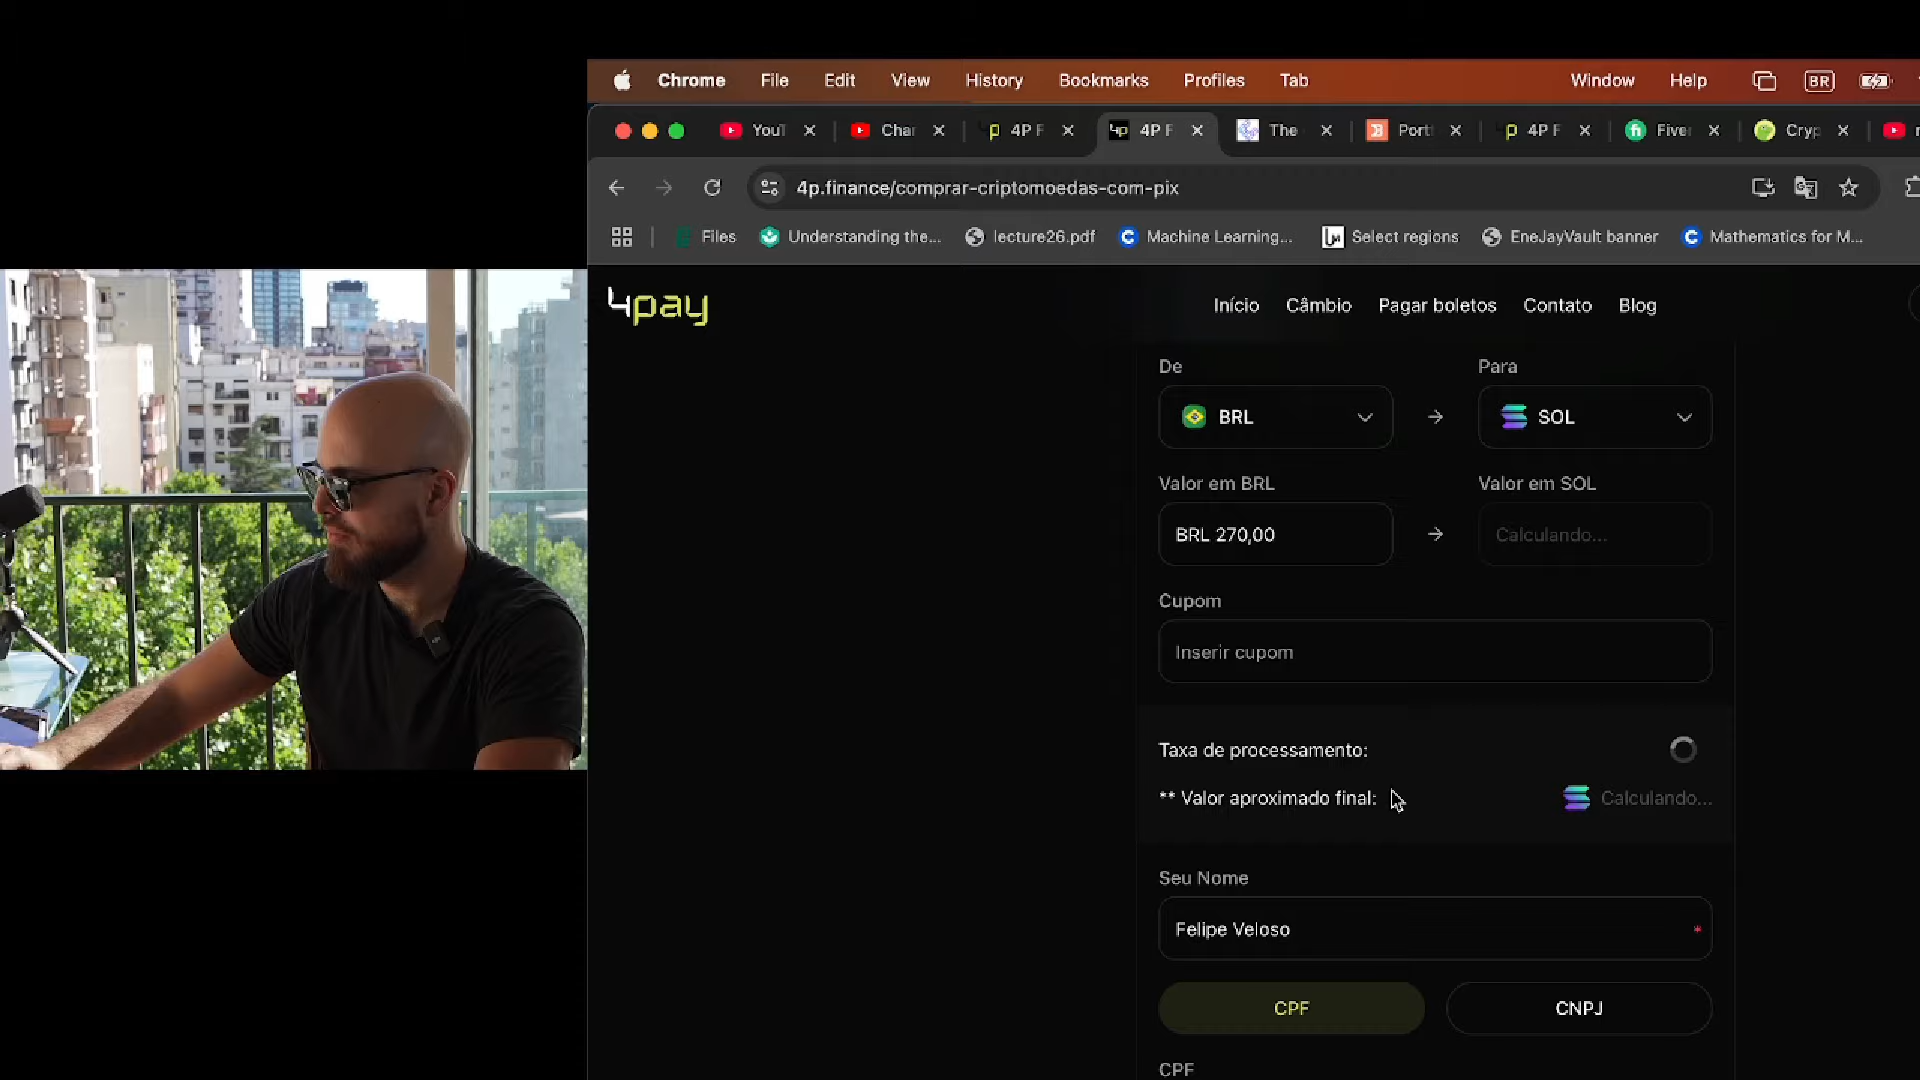 Chrome File Edit View History Bookmarks Profiles Tab Window Help BR
YouT Char 4P F 4P F The Port 4P F Fiver Cryp
4p.finance/comprar-criptomoedas-com-pix
Files Understanding the... lecture26.pdf Machine Learning... Select regions EneJayVault banner Mathematics for M...
4pay Início Câmbio Pagar boletos Contato Blog
De Para
BRL SOL
Valor em BRL Valor em SOL
BRL 270,00 Calculando...
Cupom
Inserir cupom
Taxa de processamento:
** Valor aproximado final: Calculando...
Seu Nome
Felipe Veloso *
CPF CNPJ
CPF